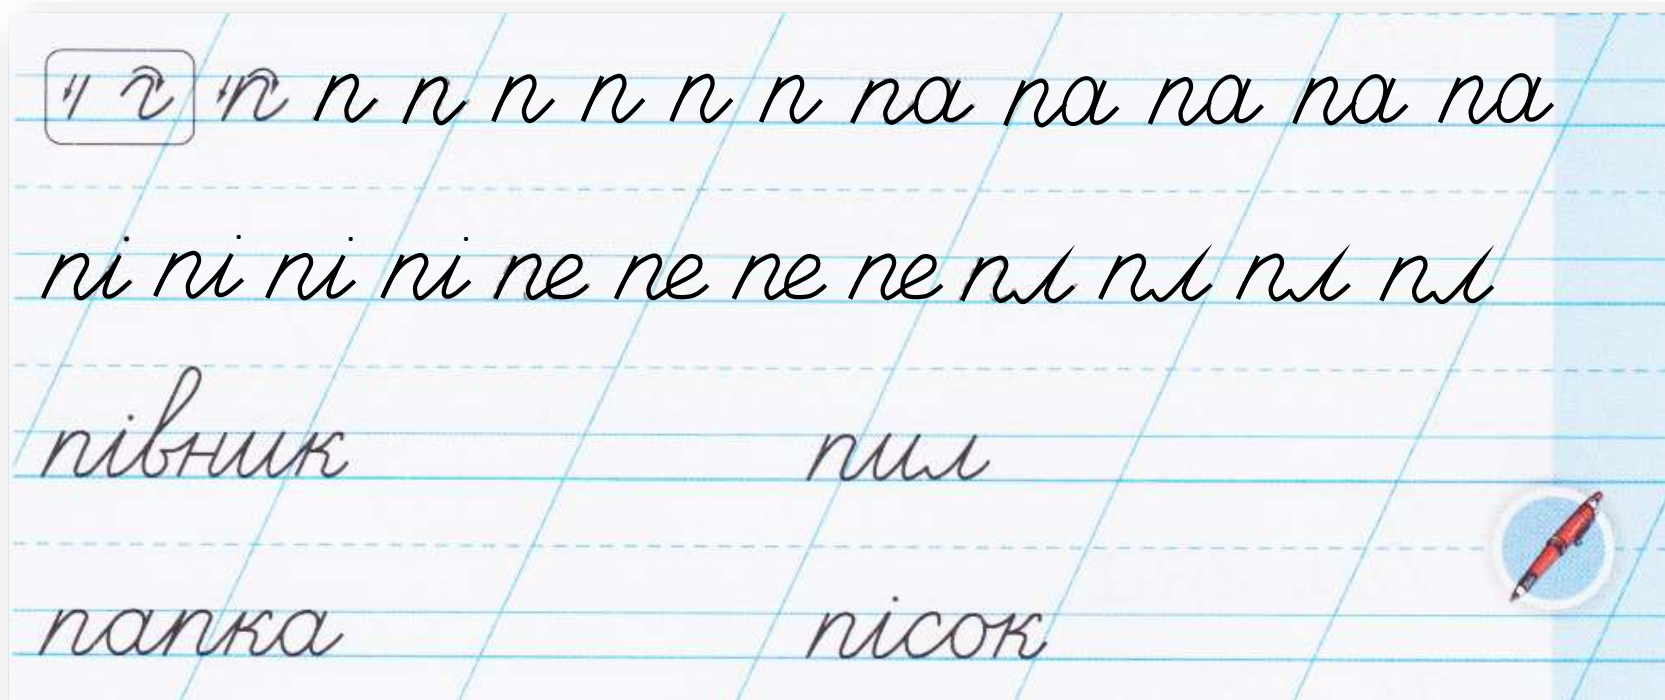 п п п п п п п па па па па па
пі пі пі пі пе пе пе пе пл пл пл пл
півник пил
папка пісок